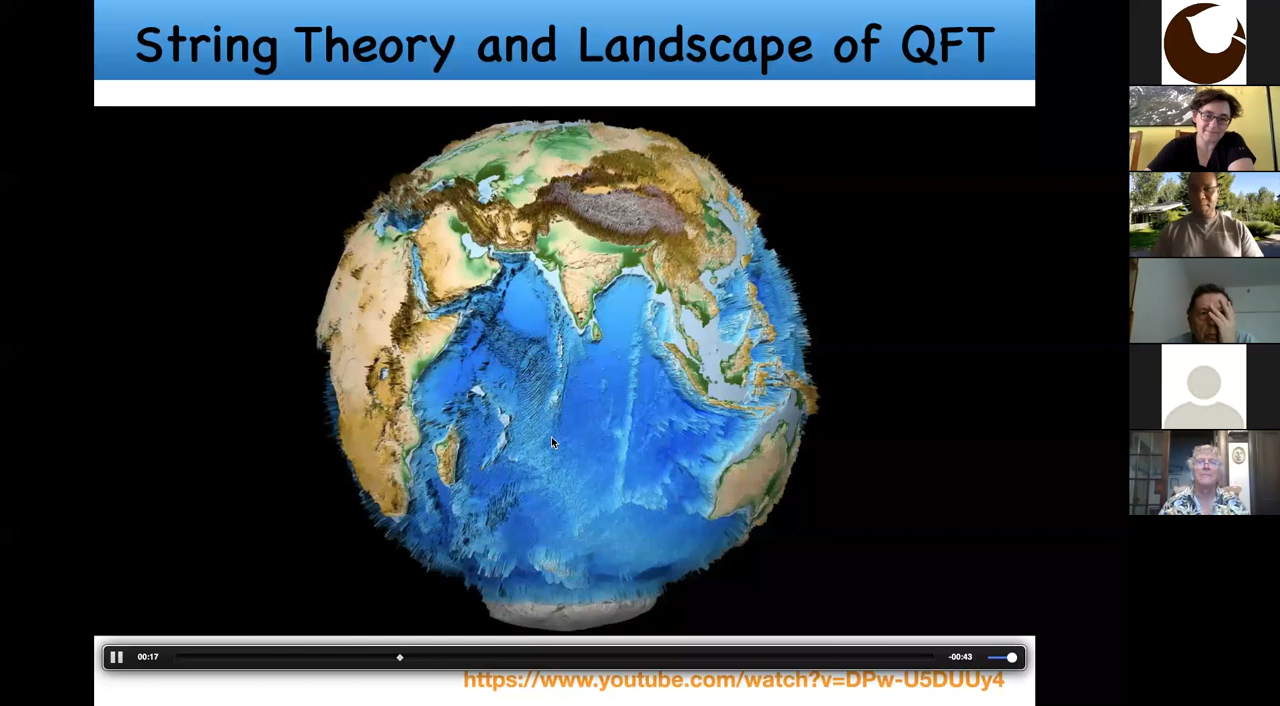 String Theory and Landscape of QFT
00:17
-00:43
https://www.youtube.com/watch?v=DPw-U5DUUy4